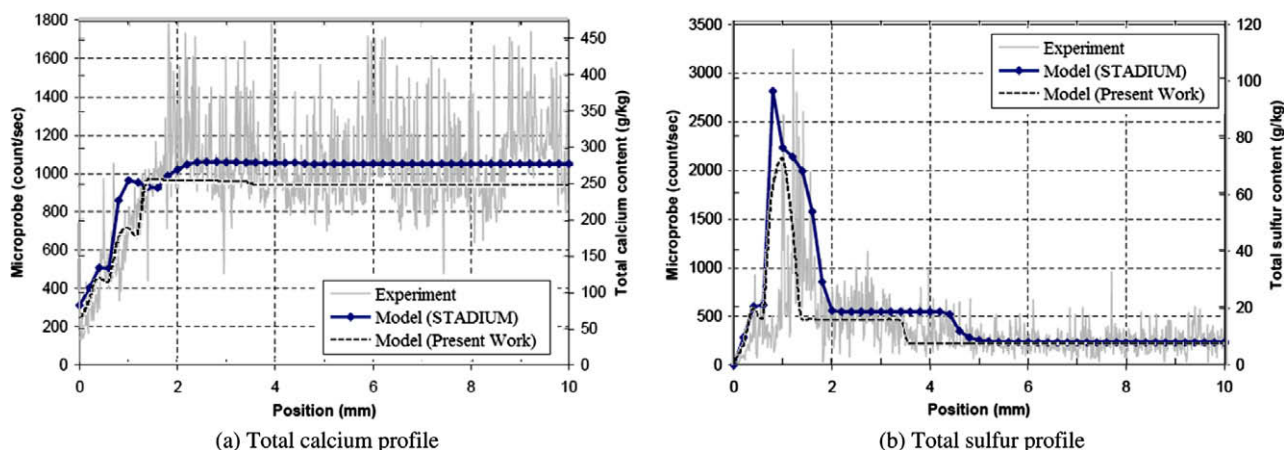 1800
1600
1400
1200
1000
800
600
400
200
0
Microprobe (count/sec)
450
400
350
300
250
200
150
100
50
0
Total calcium content (g/kg)
Experiment
Model (STADIUM)
Model (Present Work)
0 2 4 6 8 10
Position (mm)
(a) Total calcium profile
3500
3000
2500
2000
1500
1000
500
0
Microprobe (count/sec)
120
100
80
60
40
20
0
Total sulfur content (g/kg)
Experiment
Model (STADIUM)
Model (Present Work)
0 2 4 6 8 10
Position (mm)
(b) Total sulfur profile